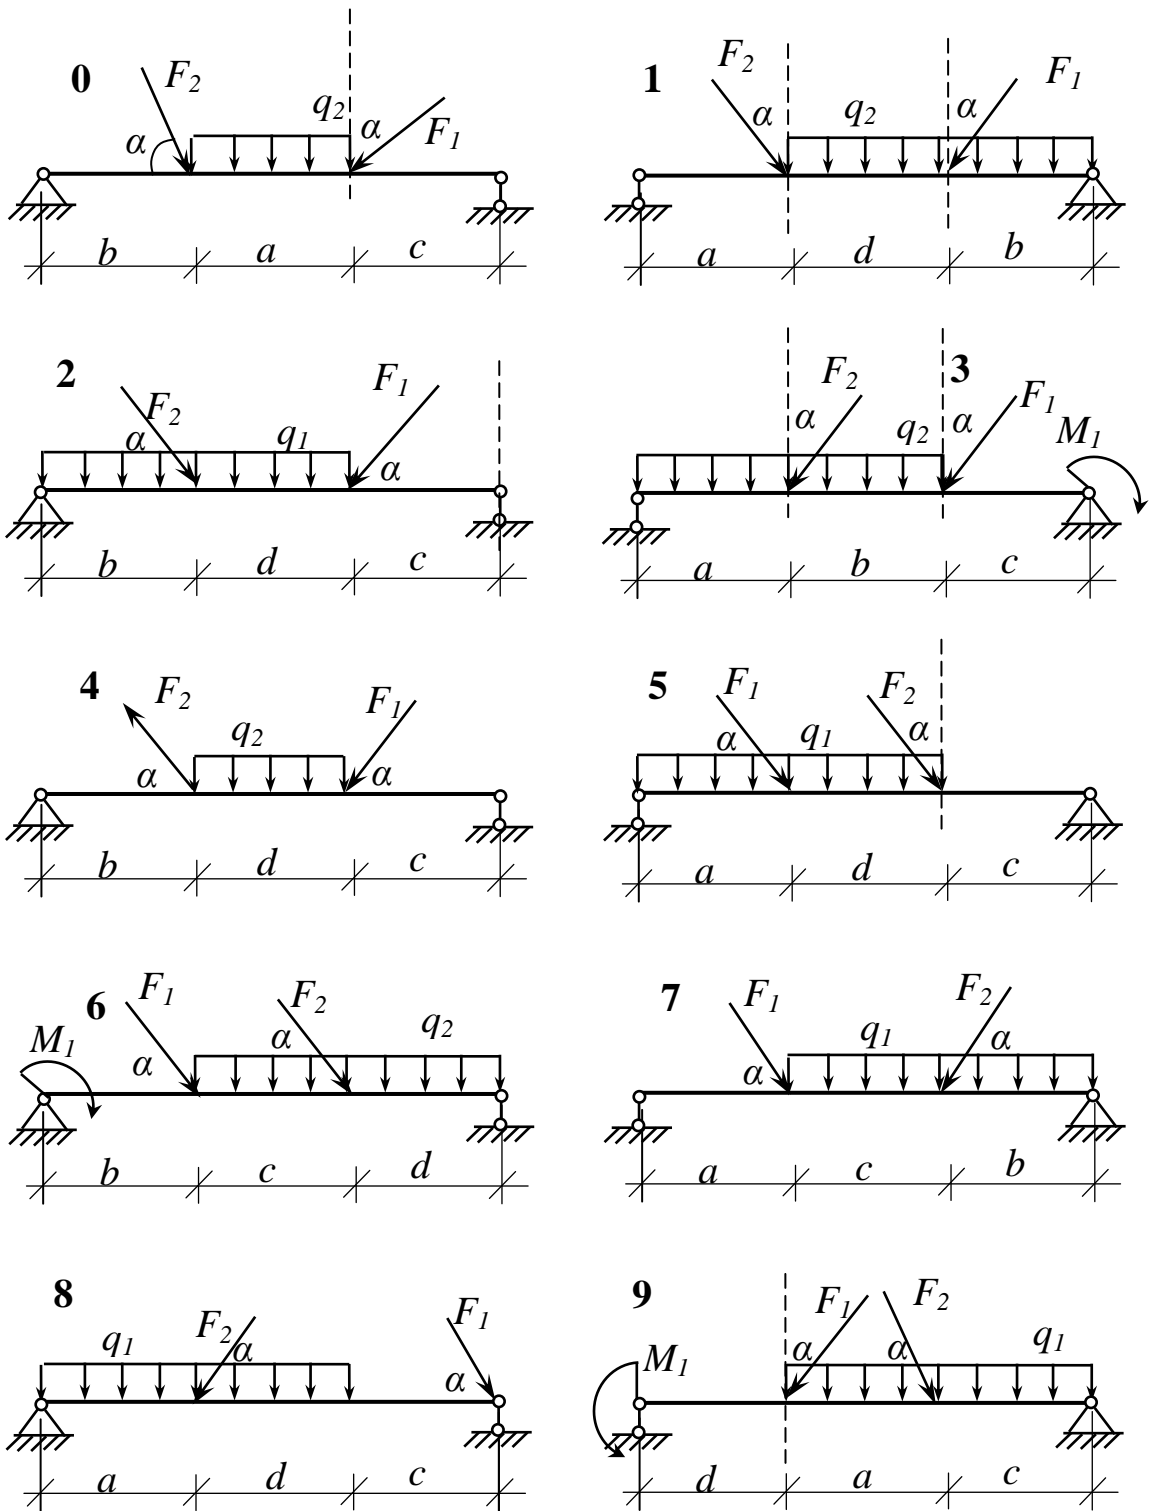 0 F₂ α q₂ α F₁
b a c
1 F₂ α q₂ α F₁
a d b
2 F₂ α q₁ F₁ α
b d c
3 F₂ α q₂ α F₁ M₁
a b c
4 F₂ α q₂ F₁ α
b d c
5 F₁ α q₁ F₂ α
a d c
6 M₁ F₁ α F₂ α q₂
b c d
7 F₁ α q₁ F₂ α
a c b
8 q₁ F₂ α F₁ α
a d c
9 M₁ F₁ α α F₂ q₁
d a c